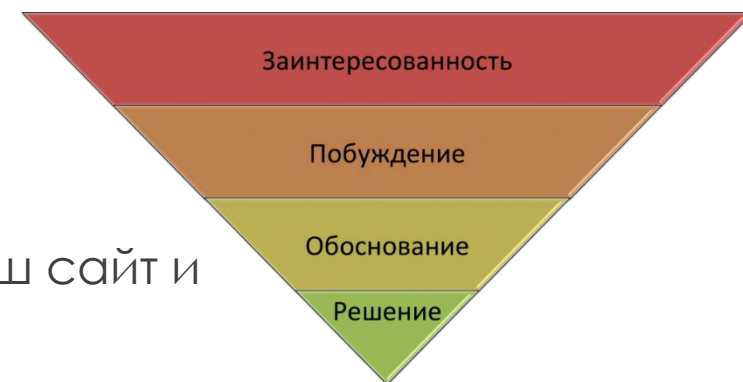 Заинтересованность
Побуждение
Обоснование
ш сайт и
Решение